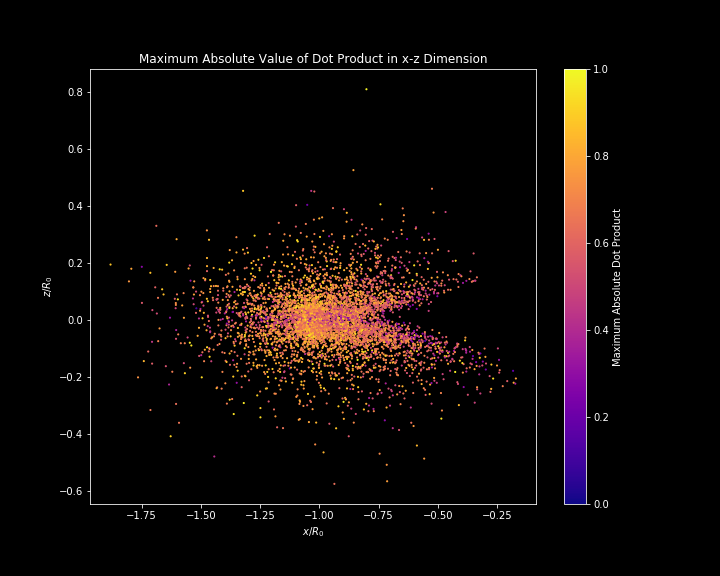 Maximum Absolute Value of Dot Product in x-z Dimension
0.8
0.6
0.4
0.2
0.0
−0.2
−0.4
−0.6
z/R₀
−1.75 −1.50 −1.25 −1.00 −0.75 −0.50 −0.25
x/R₀
1.0
0.8
0.6
0.4
0.2
0.0
Maximum Absolute Dot Product